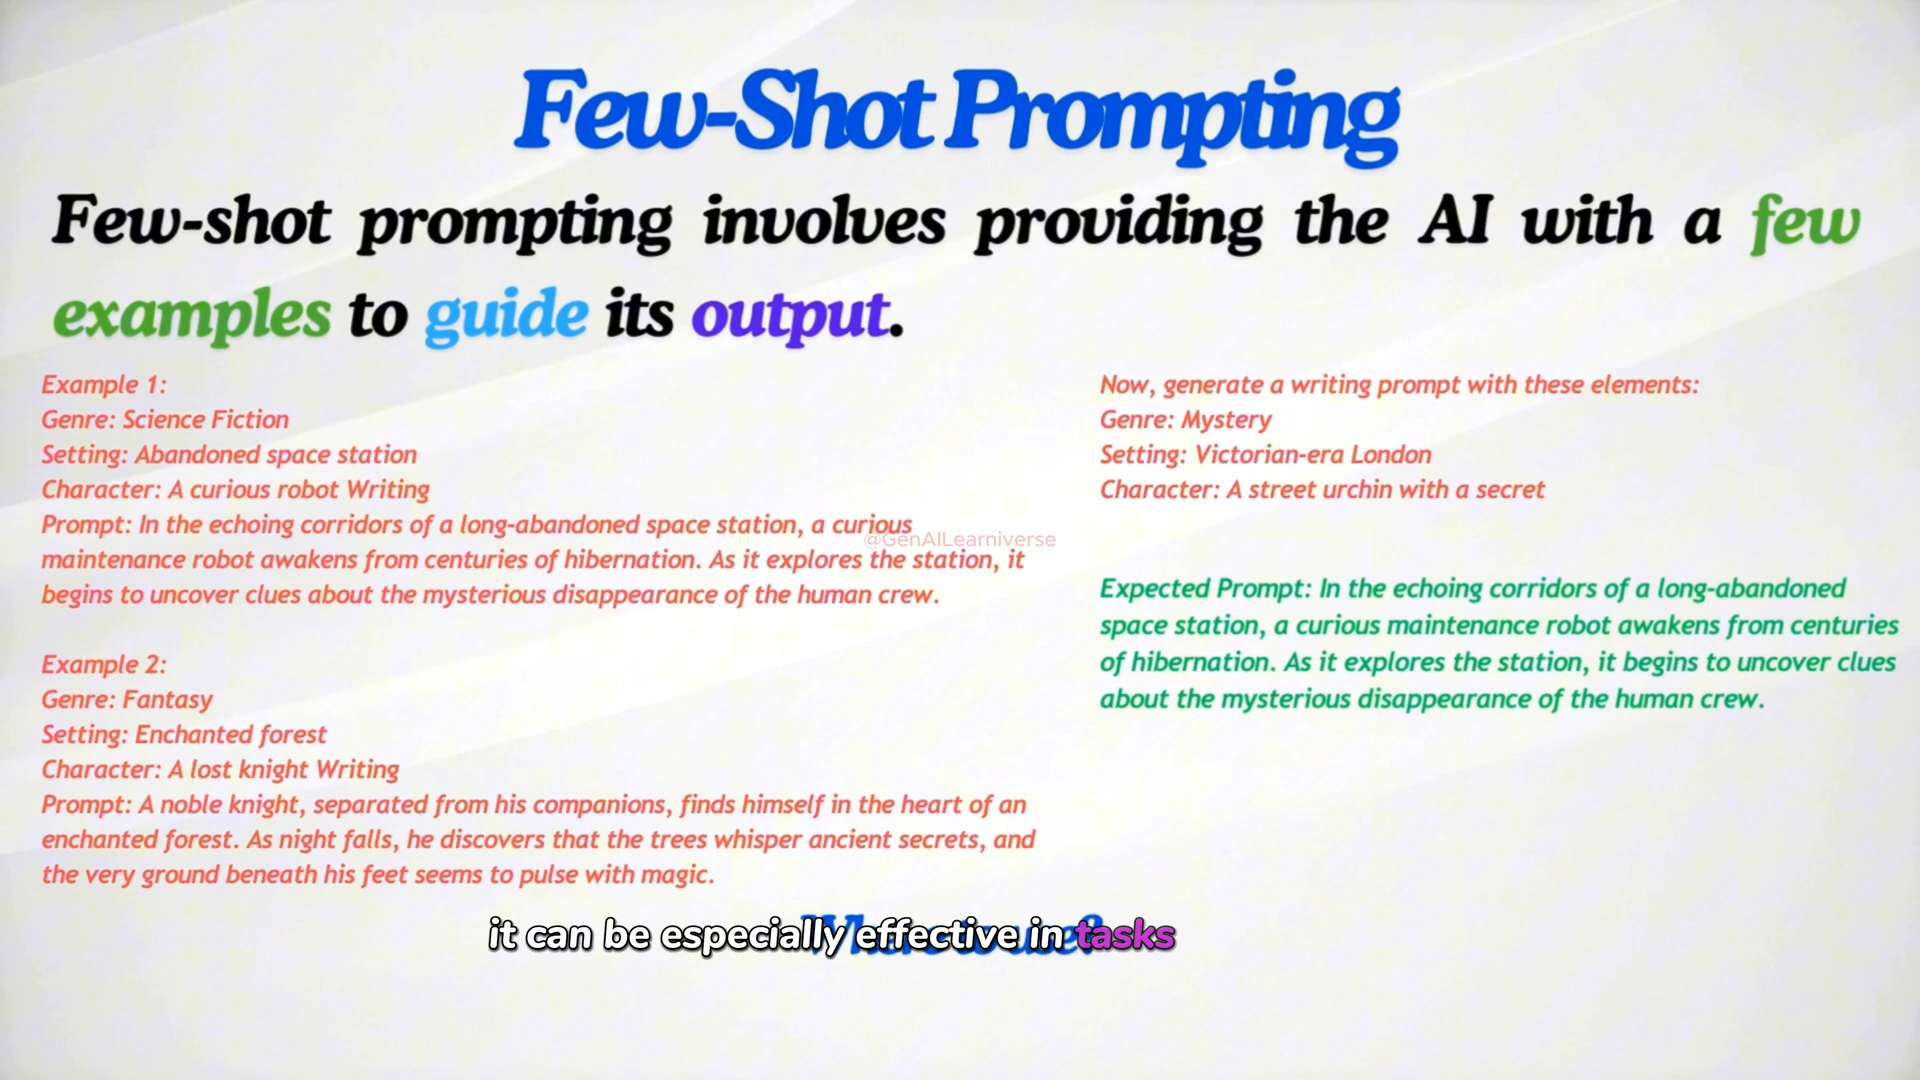 Few-Shot Prompting
Few-shot prompting involves providing the AI with a few
examples to guide its output.
Example 1:
Genre: Science Fiction
Setting: Abandoned space station
Character: A curious robot Writing
Prompt: In the echoing corridors of a long-abandoned space station, a curious
maintenance robot awakens from centuries of hibernation. As it explores the station, it
begins to uncover clues about the mysterious disappearance of the human crew.
Example 2:
Genre: Fantasy
Setting: Enchanted forest
Character: A lost knight Writing
Prompt: A noble knight, separated from his companions, finds himself in the heart of an
enchanted forest. As night falls, he discovers that the trees whisper ancient secrets, and
the very ground beneath his feet seems to pulse with magic.
Now, generate a writing prompt with these elements:
Genre: Mystery
Setting: Victorian-era London
Character: A street urchin with a secret
Expected Prompt: In the echoing corridors of a long-abandoned
space station, a curious maintenance robot awakens from centuries
of hibernation. As it explores the station, it begins to uncover clues
about the mysterious disappearance of the human crew.
@GenAILearniverse
it can be especially effective in tasks